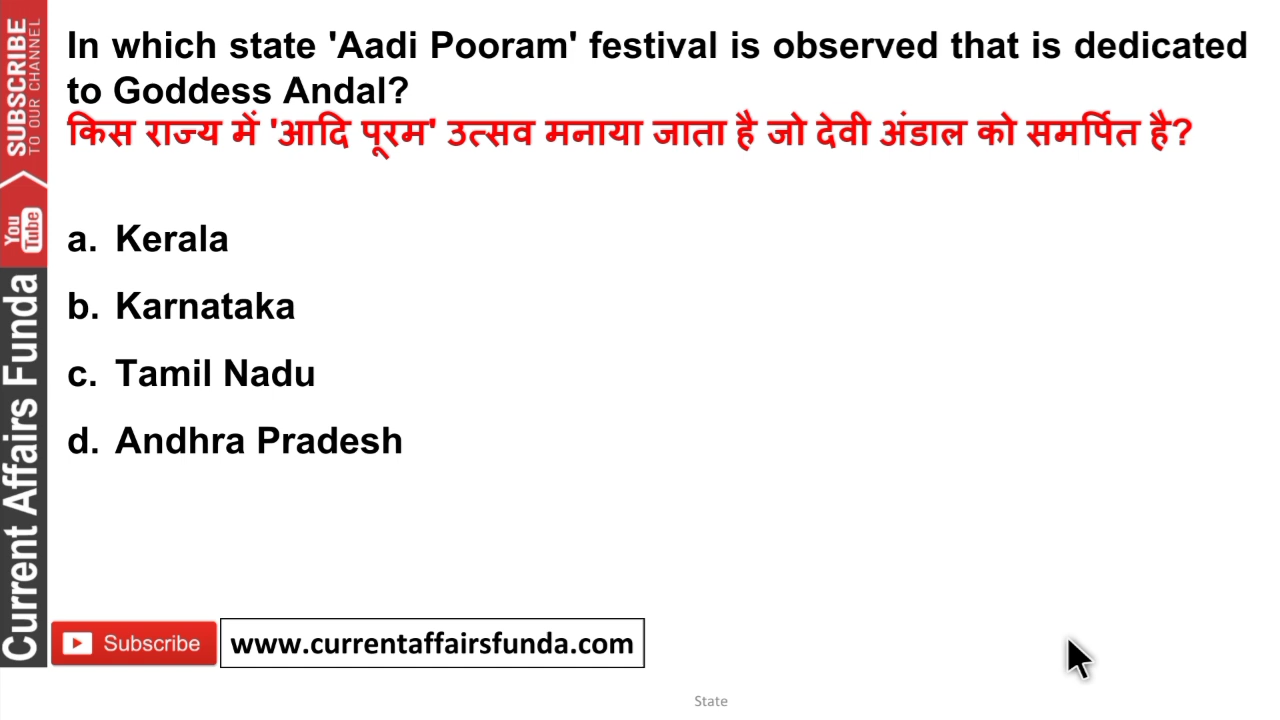 In which state 'Aadi Pooram' festival is observed that is dedicated
to Goddess Andal?
किस राज्य में 'आदि पूरम' उत्सव मनाया जाता है जो देवी अंडाल को समर्पित है?
a. Kerala
b. Karnataka
c. Tamil Nadu
d. Andhra Pradesh
SUBSCRIBE
TO OUR CHANNEL
You
Tube
Current Affairs Funda
Subscribe
www.currentaffairsfunda.com
State